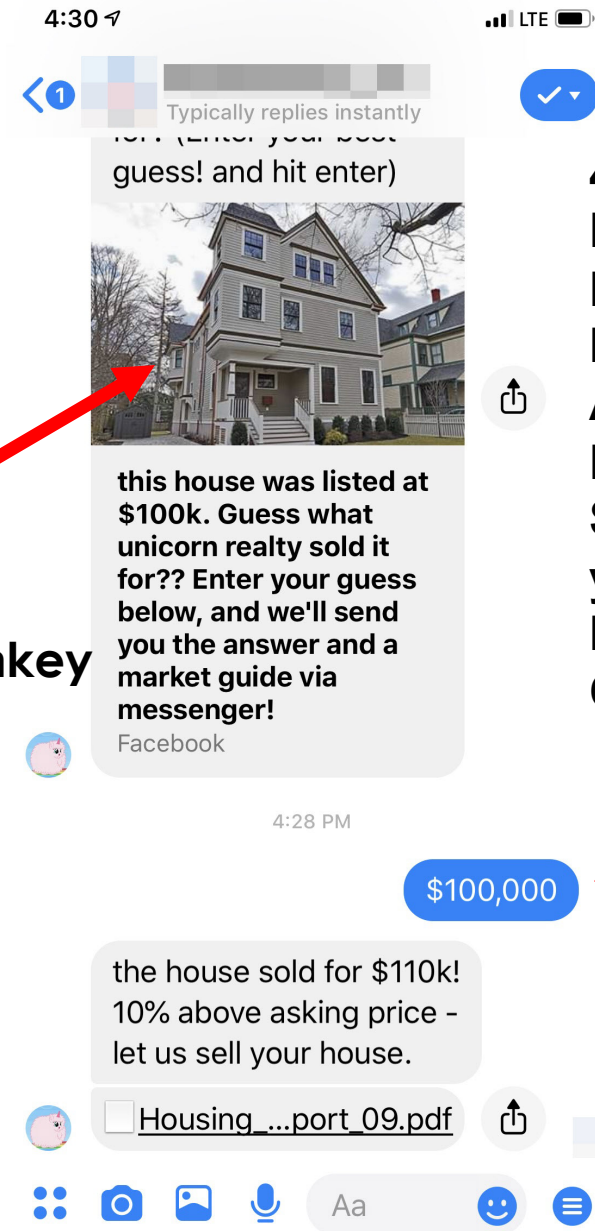 4:30
LTE
1
Typically replies instantly
guess! and hit enter)
this house was listed at
$100k. Guess what
unicorn realty sold it
for?? Enter your guess
below, and we'll send
you the answer and a
market guide via
messenger!
Facebook
4:28 PM
$100,000
the house sold for $110k!
10% above asking price -
let us sell your house.
Housing_...port_09.pdf
Aa